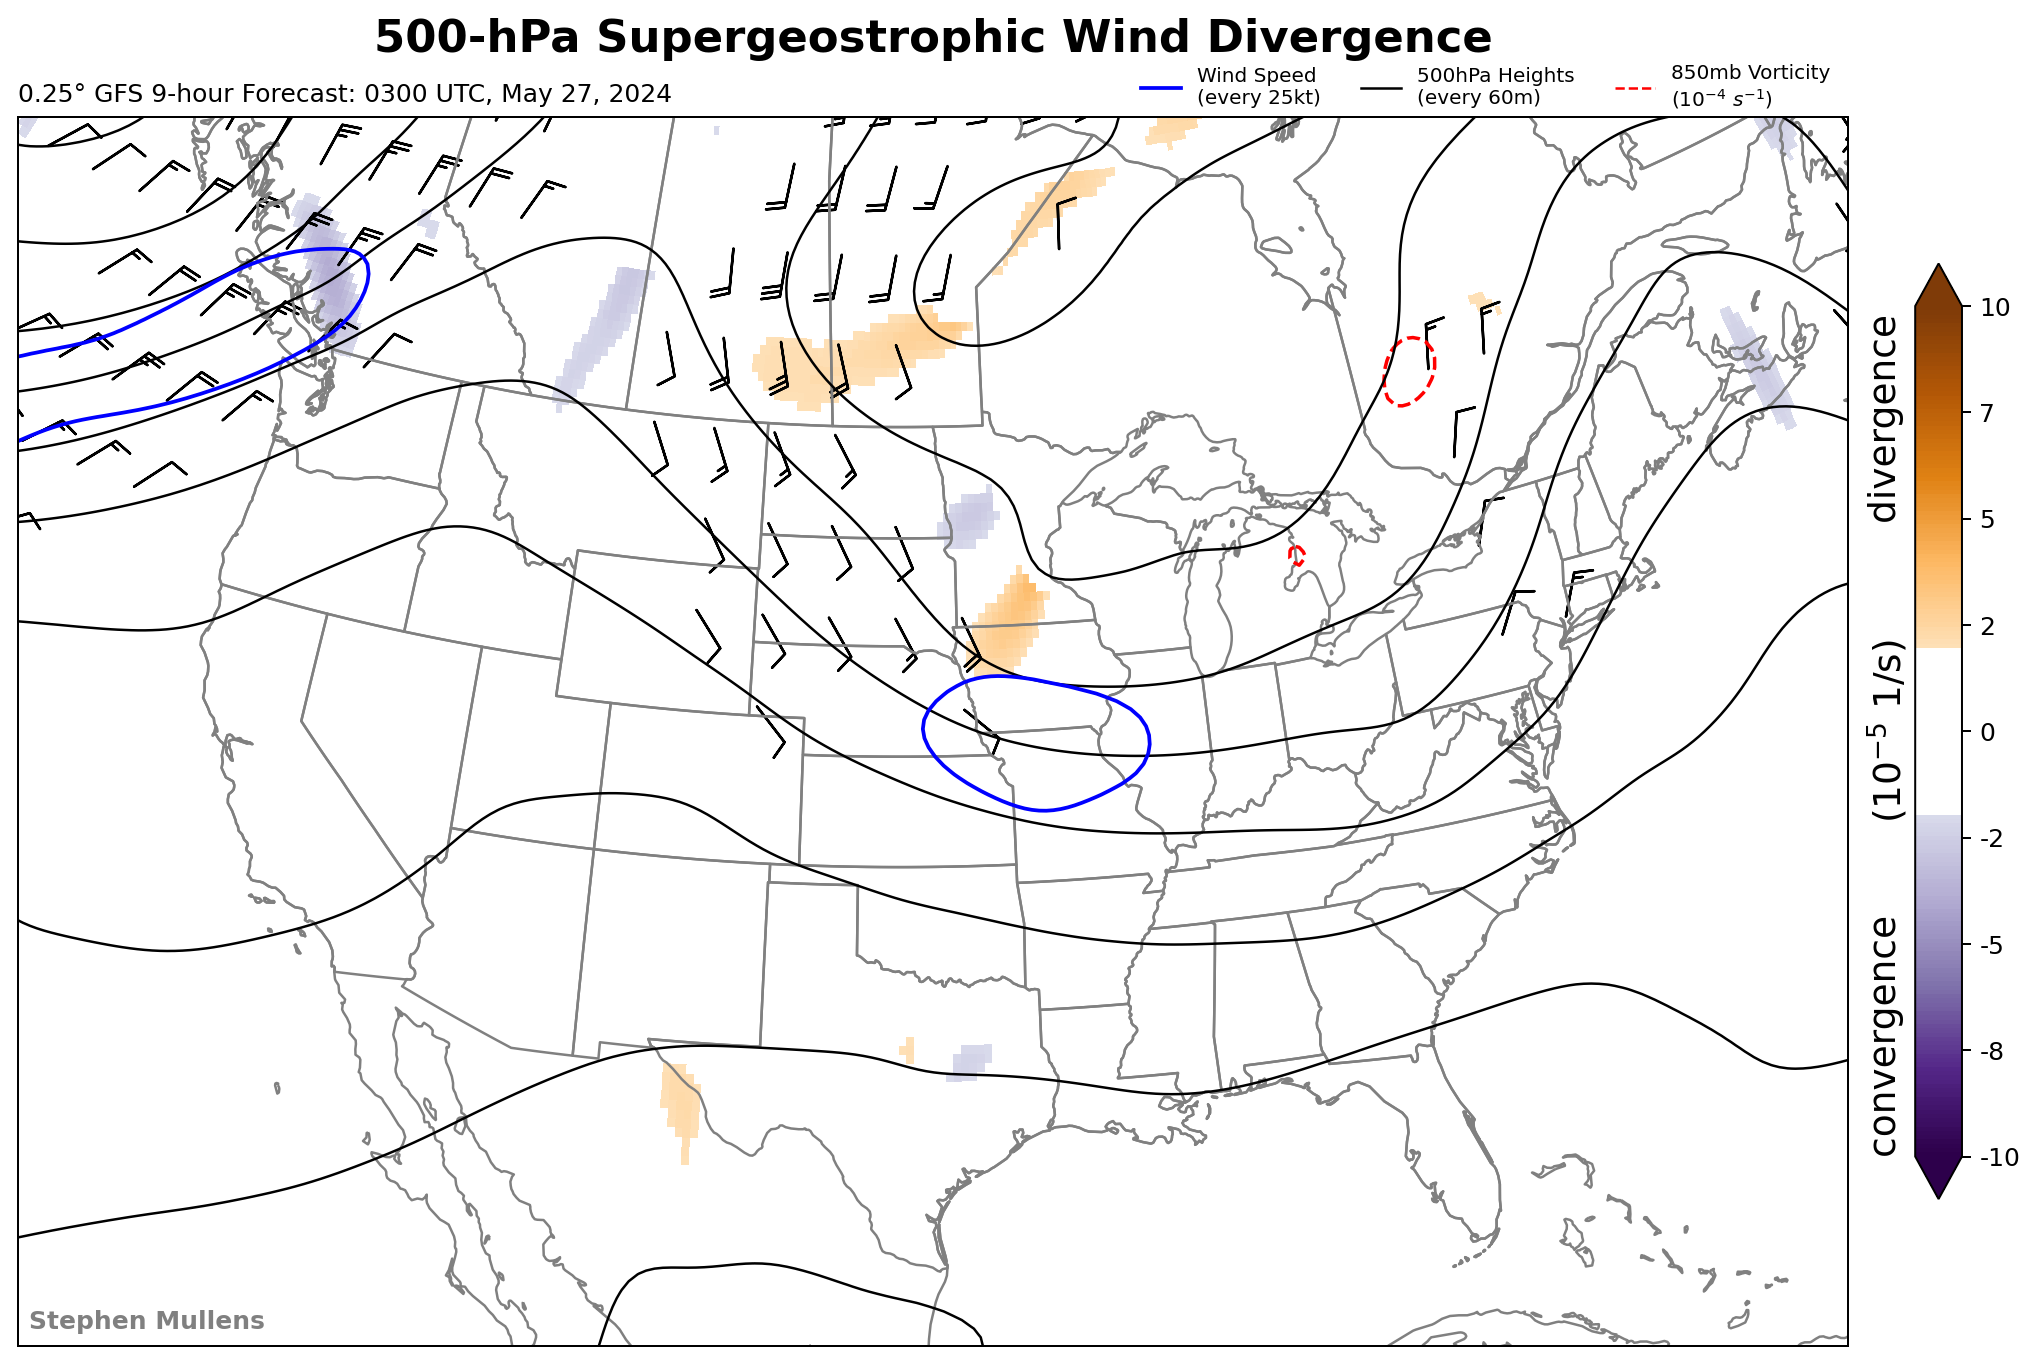 500-hPa Supergeostrophic Wind Divergence
0.25° GFS 9-hour Forecast: 0300 UTC, May 27, 2024
Wind Speed
(every 25kt)
500hPa Heights
(every 60m)
850mb Vorticity
(10⁻⁴ s⁻¹)
10
7
5
2
0
-2
-5
-8
-10
convergence (10⁻⁵ 1/s) divergence
Stephen Mullens